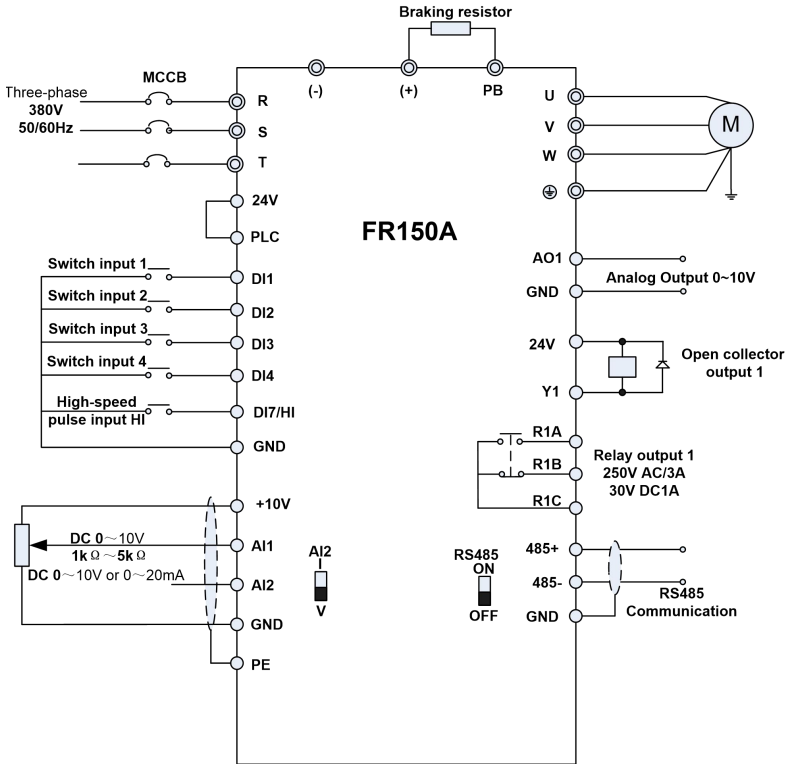 Braking resistor
MCCB
Three-phase
380V
50/60Hz
(-)
(+)
PB
R
S
T
U
V
W
M
24V
PLC
FR150A
Switch input 1
DI1
Switch input 2
DI2
Switch input 3
DI3
Switch input 4
DI4
High-speed
pulse input HI
DI7/HI
GND
AO1
Analog Output 0~10V
GND
24V
Open collector
output 1
Y1
R1A
R1B
R1C
Relay output 1
250V AC/3A
30V DC1A
+10V
DC 0~10V
1kΩ~5kΩ
AI1
DC 0~10V or 0~20mA
AI2
GND
PE
AI2
I
V
RS485
ON
OFF
485+
485-
GND
RS485
Communication